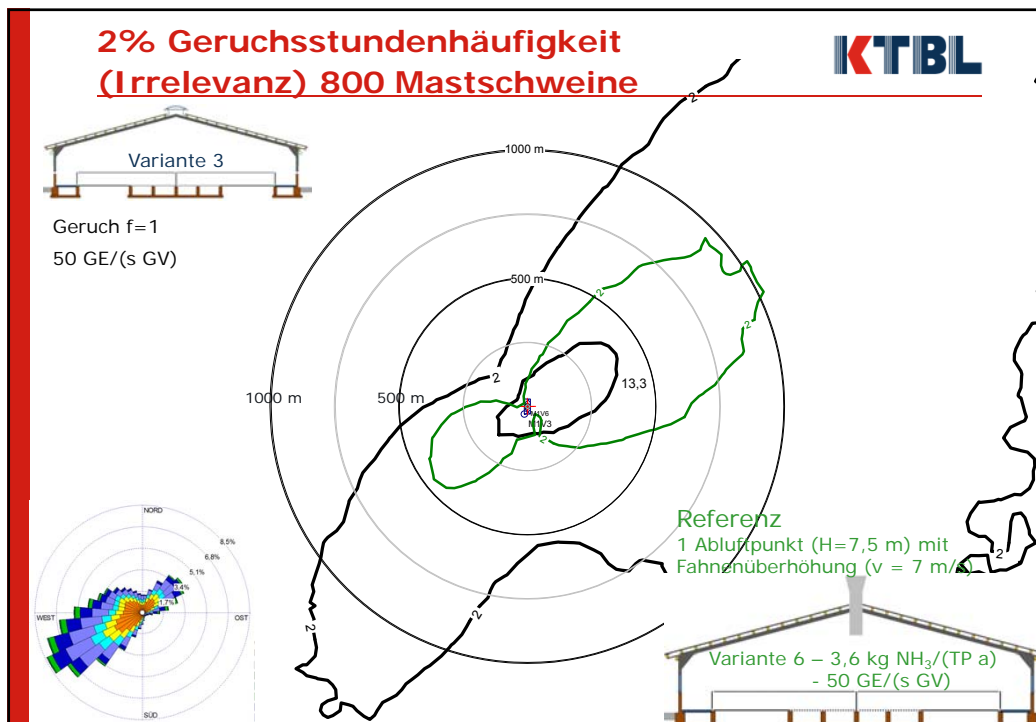 2% Geruchsstundenhäufigkeit
(Irrelevanz) 800 Mastschweine
KTBL
Variante 3
Geruch f=1
50 GE/(s GV)
2
1000 m
500 m
2
2
2
1000 m
500 m
2
13,3
M1V3
2
2
2
2
NORD
8,5%
6,8%
5,1%
3,4%
1,7%
WEST
OST
SÜD
Referenz
1 Abluftpunkt (H=7,5 m) mit
Fahnenüberhöhung (v = 7 m/s)
Variante 6 – 3,6 kg NH₃/(TP a)
- 50 GE/(s GV)